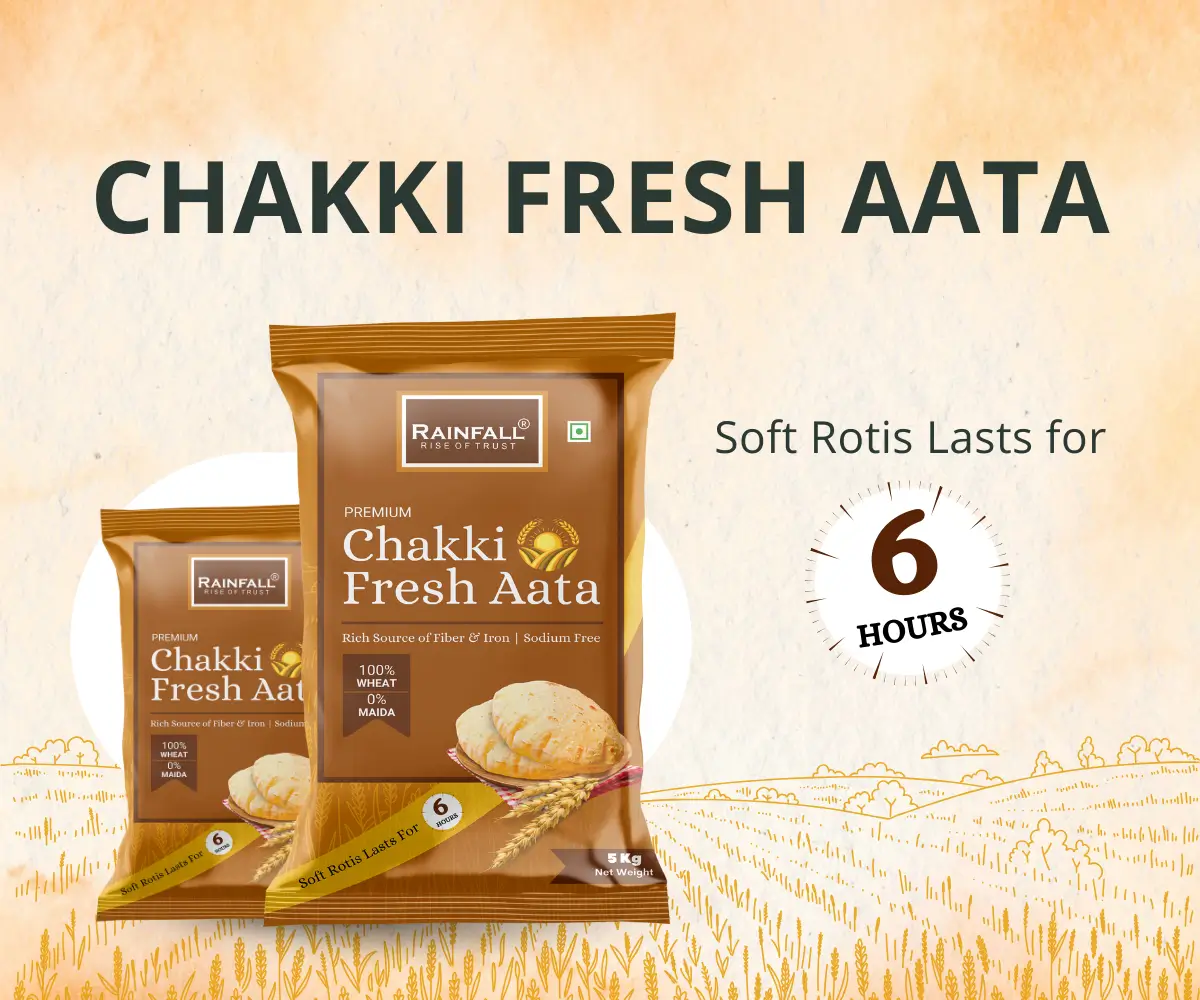 CHAKKI FRESH AATA
Soft Rotis Lasts for
6
HOURS
RAINFALL®
RISE OF TRUST
PREMIUM
Chakki
Fresh Aata
Rich Source of Fiber & Iron | Sodium Free
100%
WHEAT
0%
MAIDA
Soft Rotis Lasts For 6 HOURS
5 Kg
Net Weight
RAINFALL®
RISE OF TRUST
PREMIUM
Chakki
Fresh Aat
Rich Source of Fiber & Iron | Sodium
100%
WHEAT
0%
MAIDA
Soft Rotis Lasts For 6 HOURS